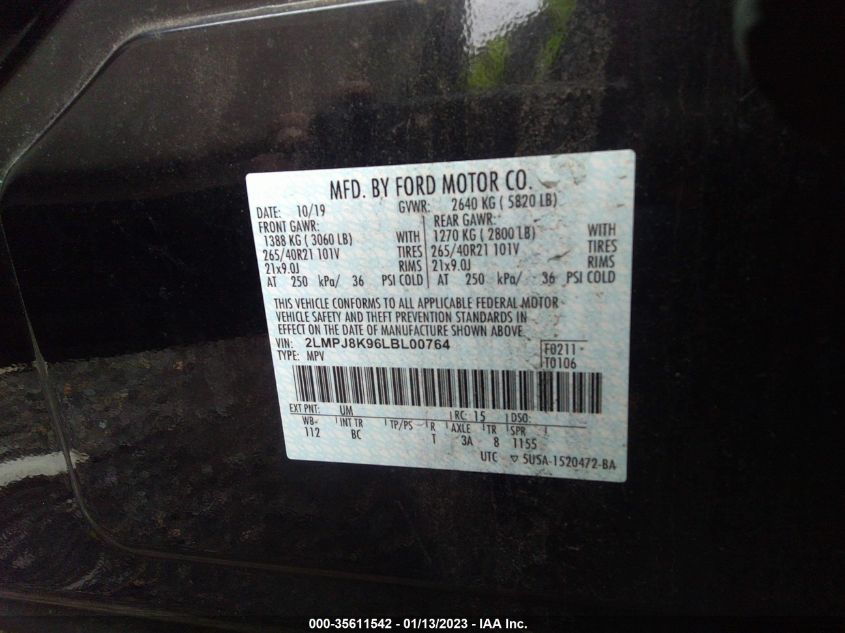 MFD. BY FORD MOTOR CO.
DATE: 10/19 GVWR: 2640 KG ( 5820 LB)
FRONT GAWR: REAR GAWR:
1388 KG ( 3060 LB) WITH 1270 KG ( 2800 LB) WITH
265/40R21 101V TIRES 265/40R21 101V TIRES
21x9.0J RIMS 21x9.0J RIMS
AT 250 kPa/ 36 PSI COLD AT 250 kPa/ 36 PSI COLD
THIS VEHICLE CONFORMS TO ALL APPLICABLE FEDERAL MOTOR
VEHICLE SAFETY AND THEFT PREVENTION STANDARDS IN
EFFECT ON THE DATE OF MANUFACTURE SHOWN ABOVE.
VIN: 2LMPJ8K96LBL00764 F0211
TYPE: MPV T0106
EXT PNT: UM RC: 15 DSO:
WB INT TR TP/PS R AXLE TR SPR
112 BC T 3A 8 1155
UTC ▽ 5U5A-1520472-BA
000-35611542 - 01/13/2023 - IAA Inc.